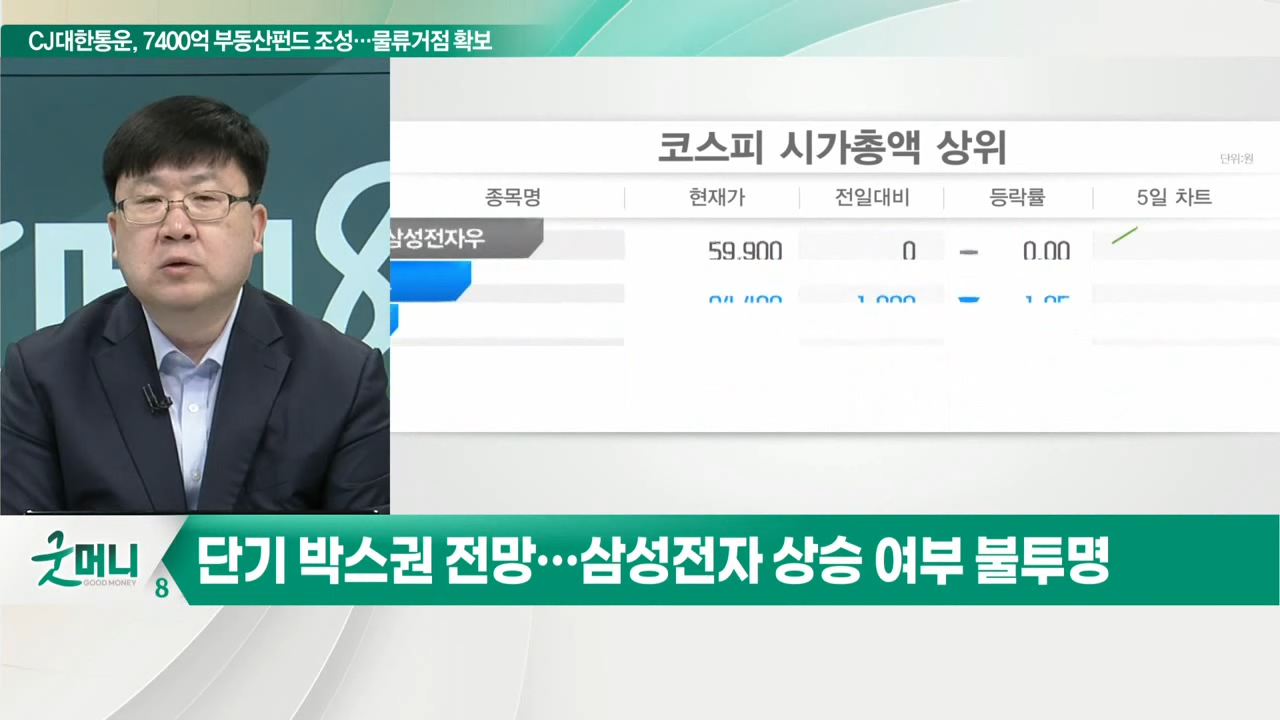 CJ대한통운, 7400억 부동산펀드 조성…물류거점 확보
코스피 시가총액 상위
단위:원
종목명 현재가 전일대비 등락률 5일 차트
삼성전자우 59,900 0 0.00
굿머니
GOOD MONEY
8
단기 박스권 전망…삼성전자 상승 여부 불투명